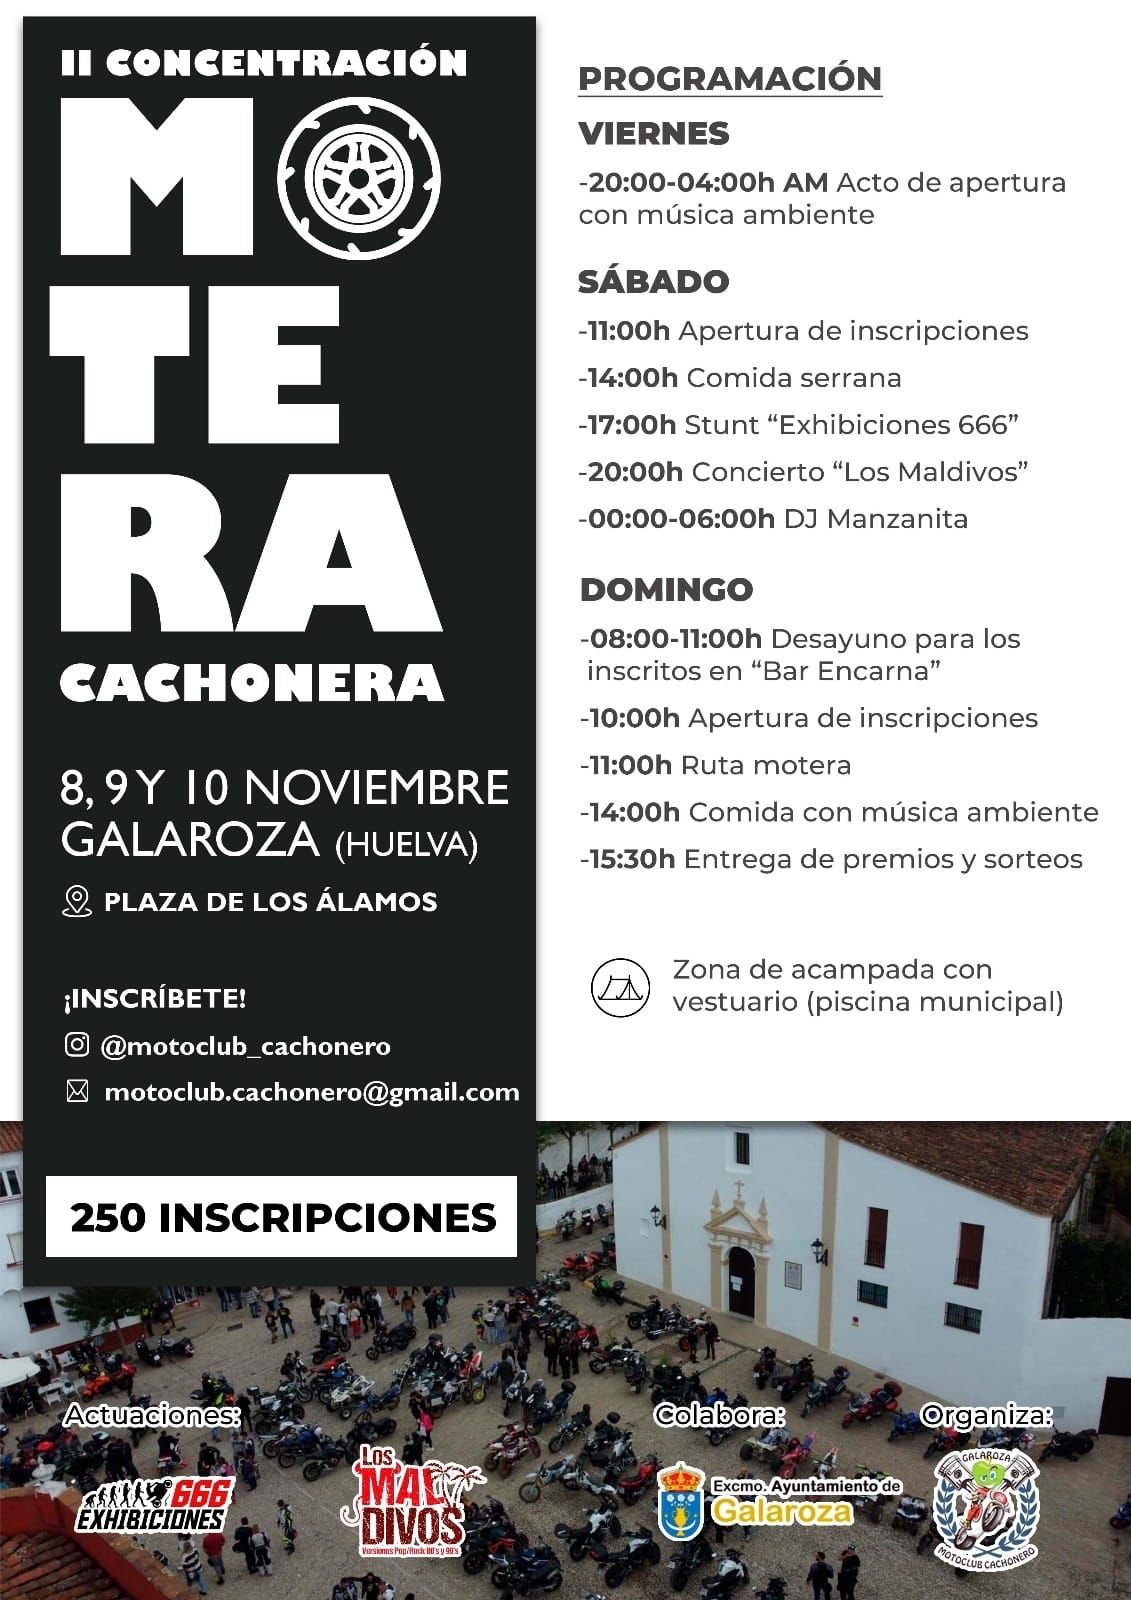 II CONCENTRACIÓN
MO
TE
RA
CACHONERA
8, 9 Y 10 NOVIEMBRE
GALAROZA (HUELVA)
PLAZA DE LOS ÁLAMOS
¡INSCRÍBETE!
@motoclub_cachonero
motoclub.cachonero@gmail.com
250 INSCRIPCIONES
PROGRAMACIÓN
VIERNES
-20:00-04:00h AM Acto de apertura
con música ambiente
SÁBADO
-11:00h Apertura de inscripciones
-14:00h Comida serrana
-17:00h Stunt “Exhibiciones 666”
-20:00h Concierto “Los Maldivos”
-00:00-06:00h DJ Manzanita
DOMINGO
-08:00-11:00h Desayuno para los
inscritos en “Bar Encarna”
-10:00h Apertura de inscripciones
-11:00h Ruta motera
-14:00h Comida con música ambiente
-15:30h Entrega de premios y sorteos
Zona de acampada con
vestuario (piscina municipal)
Actuaciones:
666
EXHIBICIONES
LOS
MAL
DIVOS
Versiones Pop/Rock 80's y 90's
Colabora:
Excmo. Ayuntamiento de
Galaroza
Organiza:
GALAROZA
MOTOCLUB CACHONERO